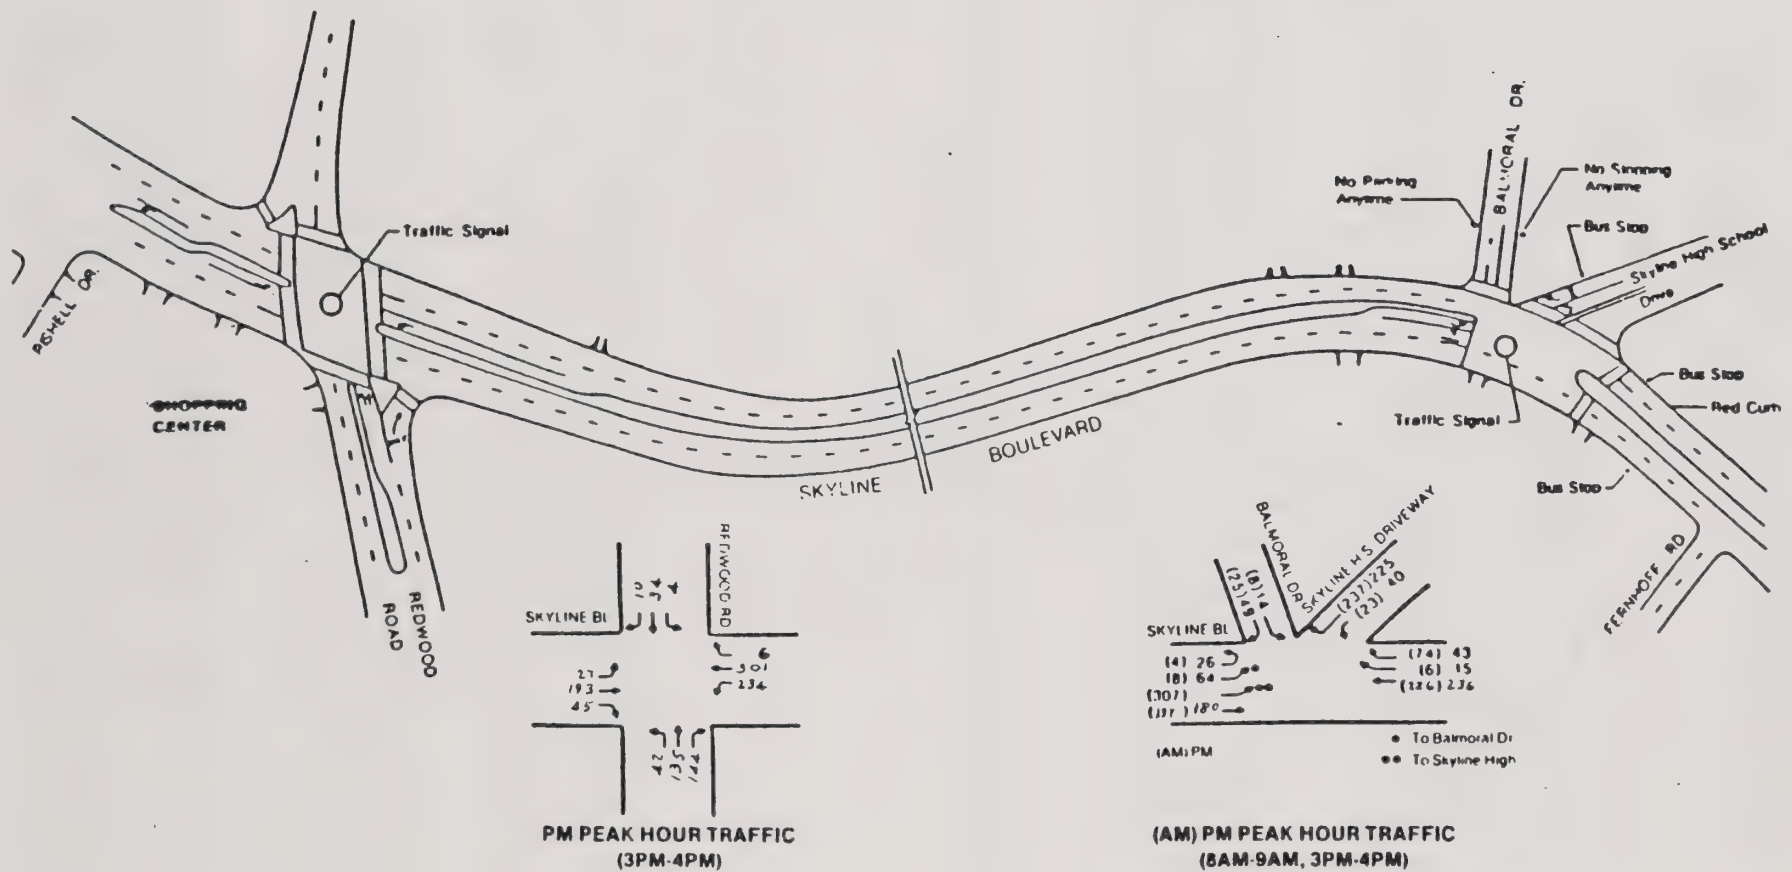 BALMORAL DR.
No Parking
Anytime
No Stopping
Anytime
Bus Stop
Skyline High School
Drive
Traffic Signal
SHOPPING
CENTER
Bus Stop
Red Curb
Traffic Signal
BOULEVARD
SKYLINE
Bus Stop
FERNHOFF RD
REDWOOD
ROAD
REDWOOD RD
SKYLINE BL
10 34 4
27
193
45
6
301
234
42 135 144
PM PEAK HOUR TRAFFIC
(3PM-4PM)
BALMORAL DR
SKYLINE H.S. DRIVEWAY
SKYLINE BL
(25) 49
(8) 14
(237) 225
(23) 40
(4) 26
(8) 64
(307)
180
(74) 43
(6) 15
236
(AM) PM
• To Balmoral Dr
•• To Skyline High
(AM) PM PEAK HOUR TRAFFIC
(8AM-9AM, 3PM-4PM)